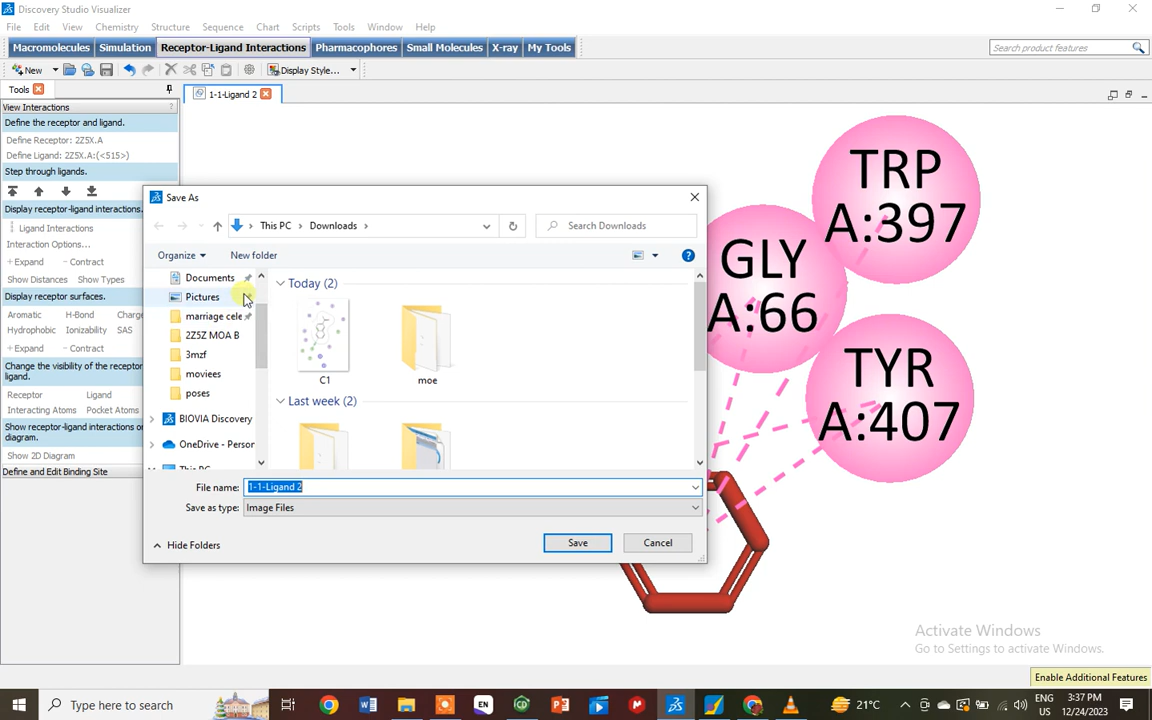 Discovery Studio Visualizer
File Edit View Chemistry Structure Sequence Chart Scripts Tools Window Help
Macromolecules Simulation Receptor-Ligand Interactions Pharmacophores Small Molecules X-ray My Tools
Search product features
New Display Style...
Tools
1-1-Ligand 2
View Interactions ?
Define the receptor and ligand.
Define Receptor: 2Z5X.A
Define Ligand: 2Z5X.A:(<515>)
Step through ligands.
Display receptor-ligand interactions.
Ligand Interactions
Interaction Options...
+Expand -Contract
Show Distances Show Types
Display receptor surfaces.
Aromatic H-Bond Charg
Hydrophobic Ionizability SAS
+Expand -Contract
Change the visibility of the receptor
ligand.
Receptor Ligand
Interacting Atoms Pocket Atoms
Show receptor-ligand interactions on
diagram.
Show 2D Diagram
Define and Edit Binding Site
Save As
This PC > Downloads >
Search Downloads
Organize New folder
Documents
Pictures
marriage cele
2Z5Z MOA B
3mzf
moviees
poses
BIOVIA Discovery
OneDrive - Person
This PC
Today (2)
C1
moe
Last week (2)
File name: 1-1-Ligand 2
Save as type: Image Files
Hide Folders
Save
Cancel
TRP
A:397
GLY
A:66
TYR
A:407
Activate Windows
Go to Settings to activate Windows.
Enable Additional Features
Type here to search
EN
21°C
ENG
US
3:37 PM
12/24/2023